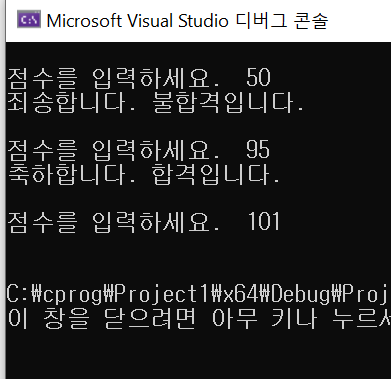 Microsoft Visual Studio 디버그 콘솔
점수를 입력하세요. 50
죄송합니다. 불합격입니다.
점수를 입력하세요. 95
축하합니다. 합격입니다.
점수를 입력하세요. 101
C:₩cprog₩Project1₩x64₩Debug₩Proj
이 창을 닫으려면 아무 키나 누르세